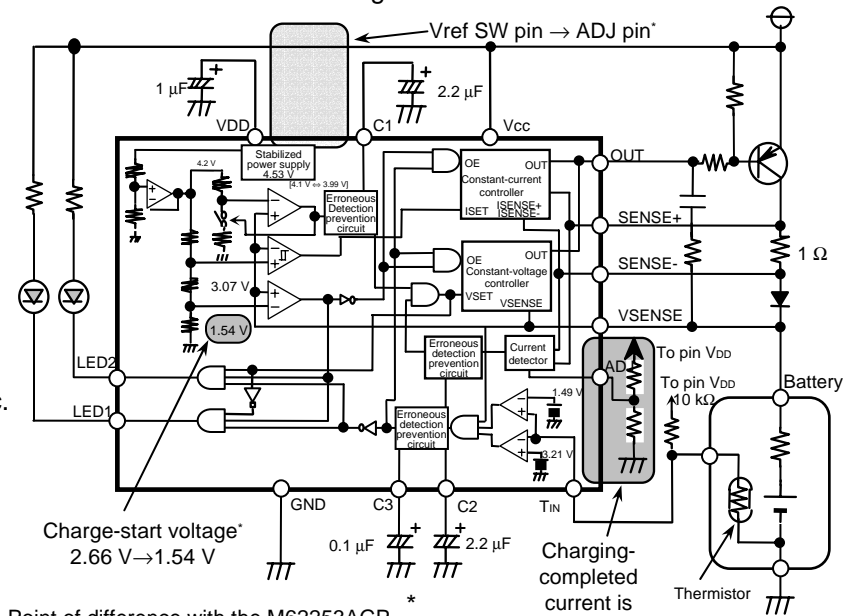 Vref SW pin → ADJ pin*
1 μF
2.2 μF
VDD
C1
Vcc
Stabilized
power supply
4.53 V
4.2 V
[4.1 V ⇔ 3.99 V]
Erroneous
Detection
prevention
circuit
OE
OUT
Constant-current
controller
ISENSE+
ISENSE-
ISET
OUT
SENSE+
1 Ω
SENSE-
OE
OUT
Constant-voltage
controller
VSET
VSENSE
VSENSE
3.07 V
1.54 V
Erroneous
detection
prevention
circuit
Current
detector
AD
To pin VDD
To pin VDD
10 kΩ
Battery
LED2
LED1
Erroneous
detection
prevention
circuit
1.49 V
3.21 V
GND
C3
C2
TIN
Charge-start voltage*
2.66 V→1.54 V
0.1 μF
2.2 μF
Charging-
completed
current is
Thermistor
*
Point of difference with the M62253AGP